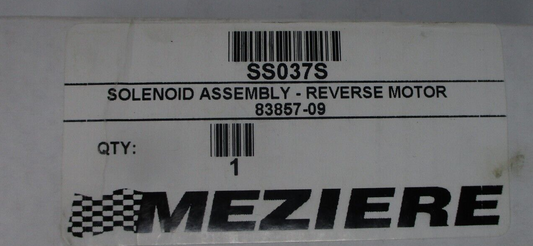 SS037S
SOLENOID ASSEMBLY - REVERSE MOTOR
83857-09
QTY:
1
MEZIERE